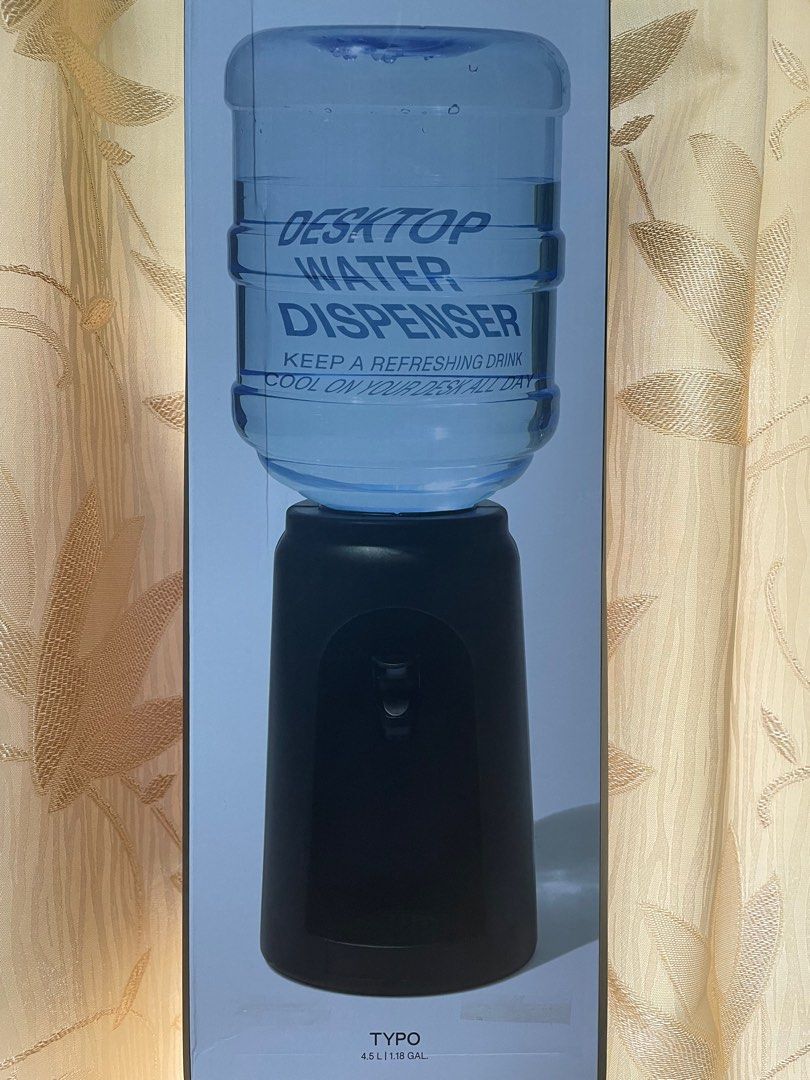 DESKTOP
WATER
DISPENSER
KEEP A REFRESHING DRINK
COOL ON YOUR DESK ALL DAY
TYPO
4.5 L | 1.18 GAL.